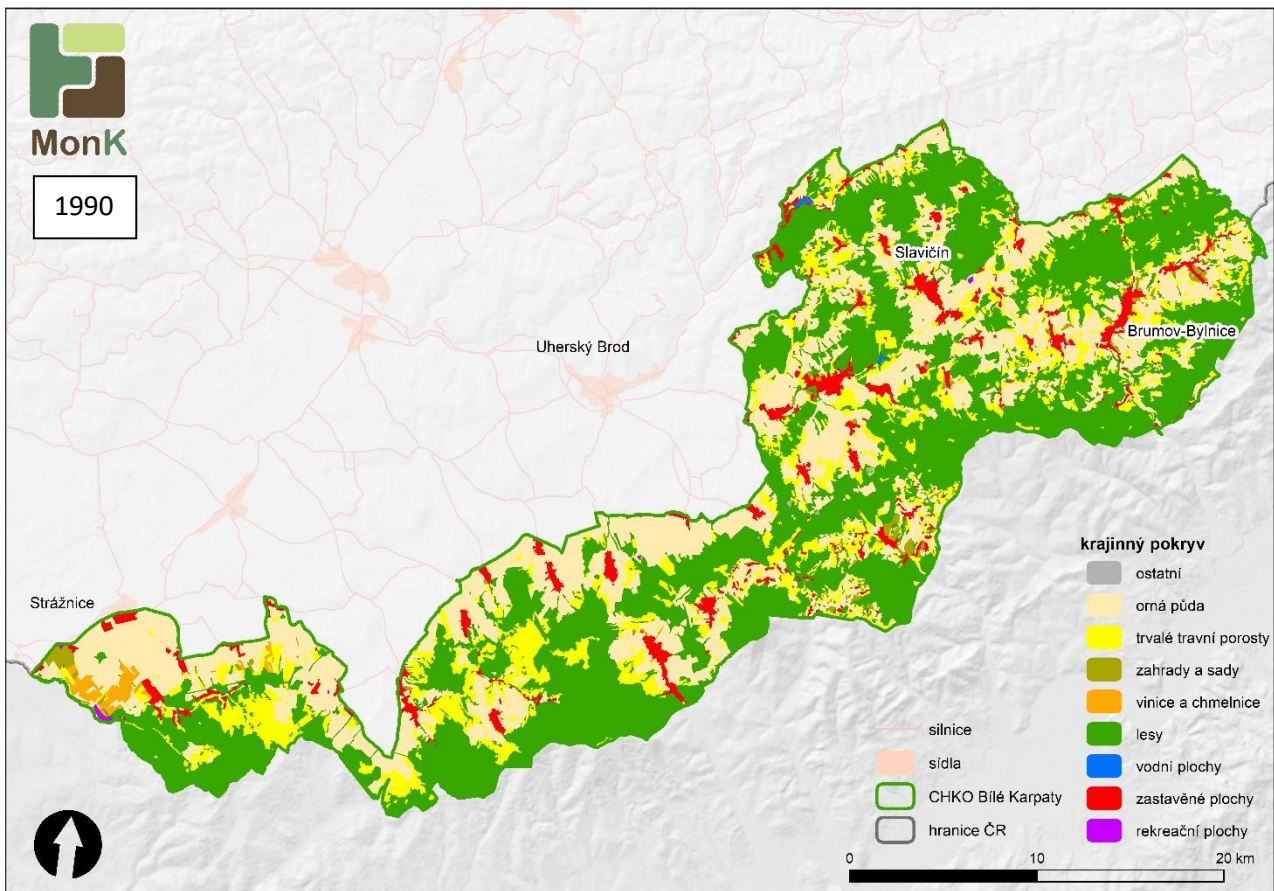 MonK
1990
Slavičín
Brumov-Bylnice
Uherský Brod
Strážnice
krajinný pokryv
ostatní
orná půda
trvalé travní porosty
zahrady a sady
vinice a chmelnice
lesy
vodní plochy
zastavěné plochy
rekreační plochy
silnice
sídla
CHKO Bílé Karpaty
hranice ČR
0 10 20 km